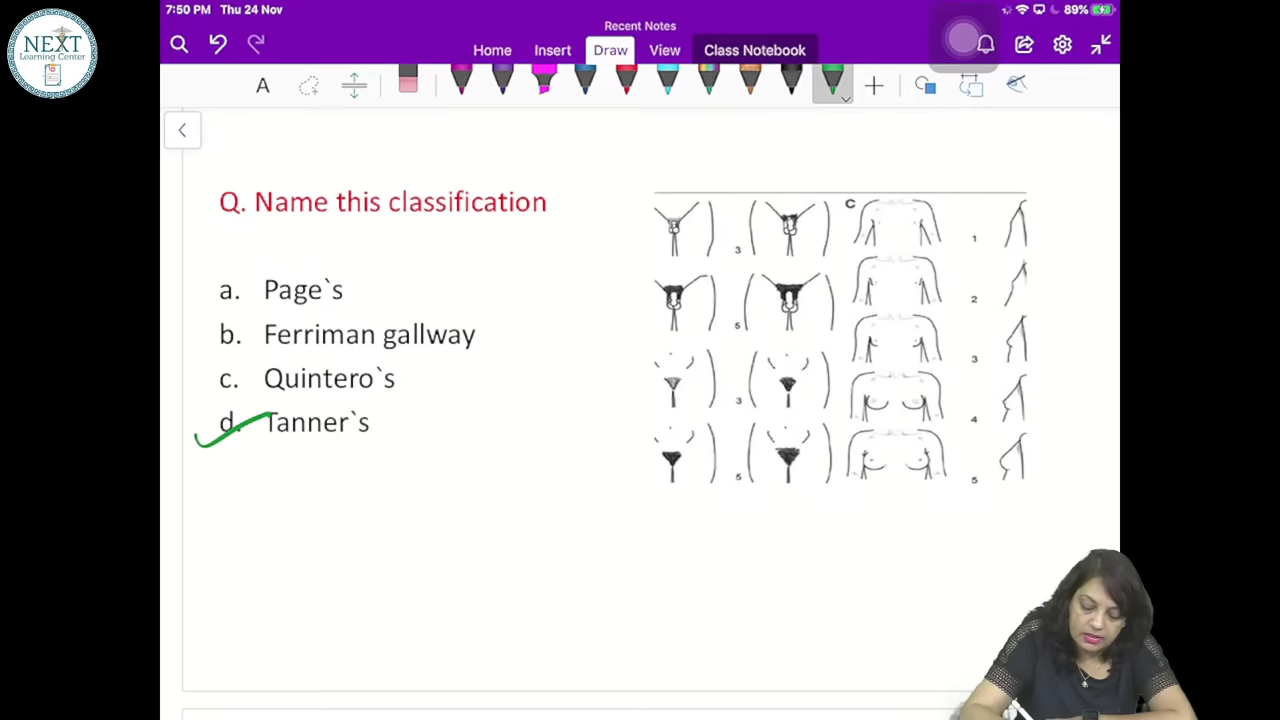 7:50 PM Thu 24 Nov
89%
NEXT
Learning Center
Recent Notes
Home Insert Draw View Class Notebook
A
Q. Name this classification
a. Page`s
b. Ferriman gallway
c. Quintero`s
d. Tanner`s
C
3
1
5
2
3
3
4
5
5